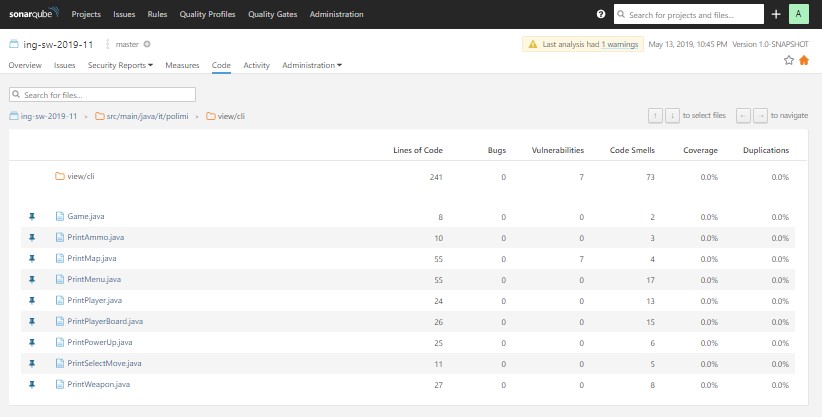 sonarqube Projects Issues Rules Quality Profiles Quality Gates Administration ? Search for projects and files... + A
ing-sw-2019-11 master Last analysis had 1 warnings May 13, 2019, 10:45 PM Version 1.0-SNAPSHOT
Overview Issues Security Reports Measures Code Activity Administration
Search for files...
ing-sw-2019-11 › src/main/java/it/polimi › view/cli ↑ ↓ to select files ← → to navigate
Lines of Code Bugs Vulnerabilities Code Smells Coverage Duplications
view/cli 241 0 7 73 0.0% 0.0%
Game.java 8 0 0 2 0.0% 0.0%
PrintAmmo.java 10 0 0 3 0.0% 0.0%
PrintMap.java 55 0 7 4 0.0% 0.0%
PrintMenu.java 55 0 0 17 0.0% 0.0%
PrintPlayer.java 24 0 0 13 0.0% 0.0%
PrintPlayerBoard.java 26 0 0 15 0.0% 0.0%
PrintPowerUp.java 25 0 0 6 0.0% 0.0%
PrintSelectMove.java 11 0 0 5 0.0% 0.0%
PrintWeapon.java 27 0 0 8 0.0% 0.0%